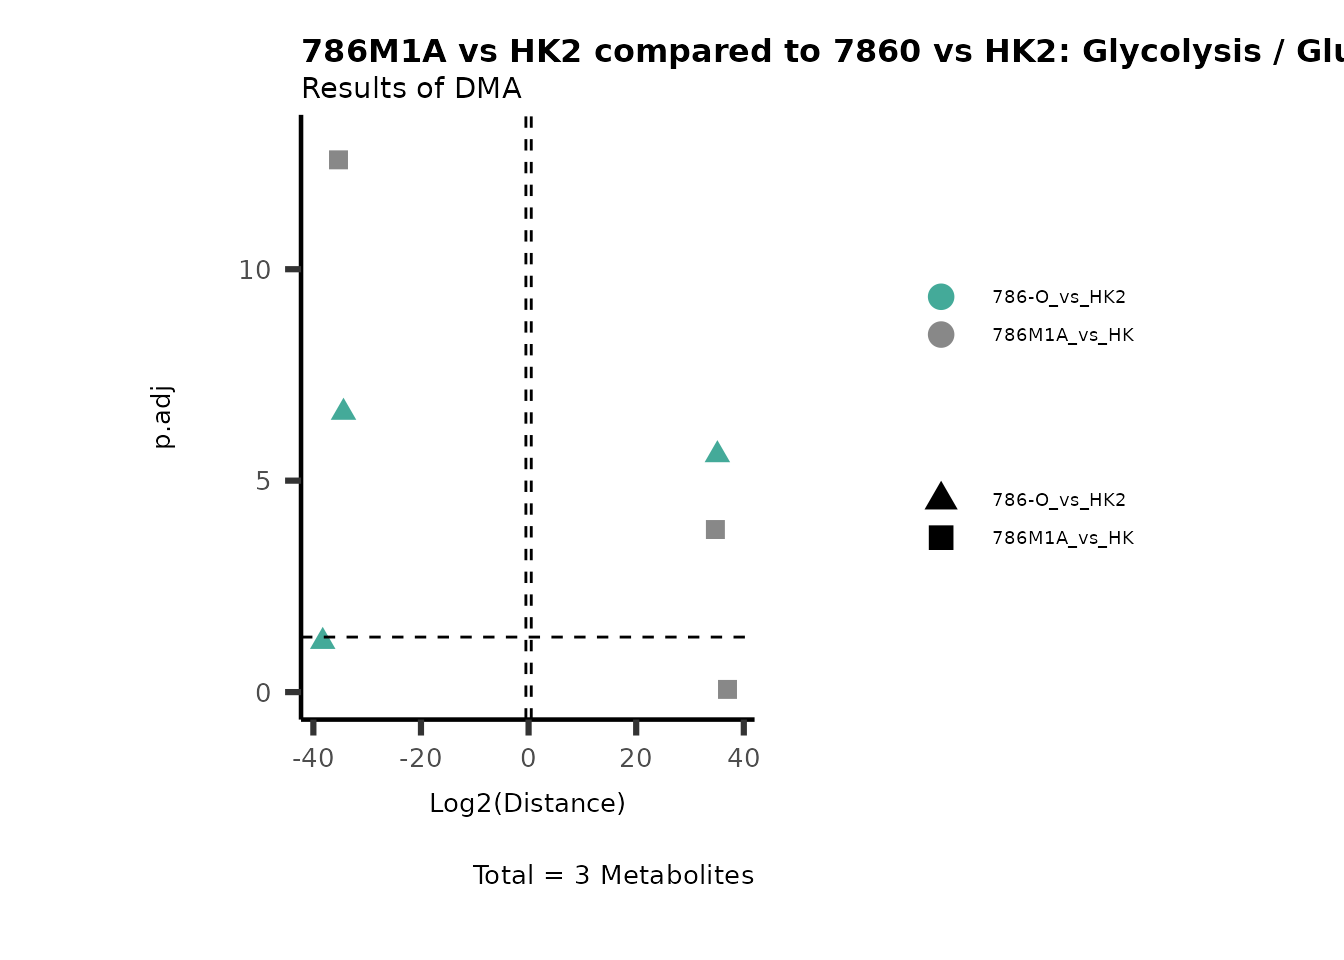 786M1A vs HK2 compared to 7860 vs HK2: Glycolysis / Glu
Results of DMA
10
5
0
p.adj
-40 -20 0 20 40
Log2(Distance)
Total = 3 Metabolites
786-O_vs_HK2
786M1A_vs_HK
786-O_vs_HK2
786M1A_vs_HK